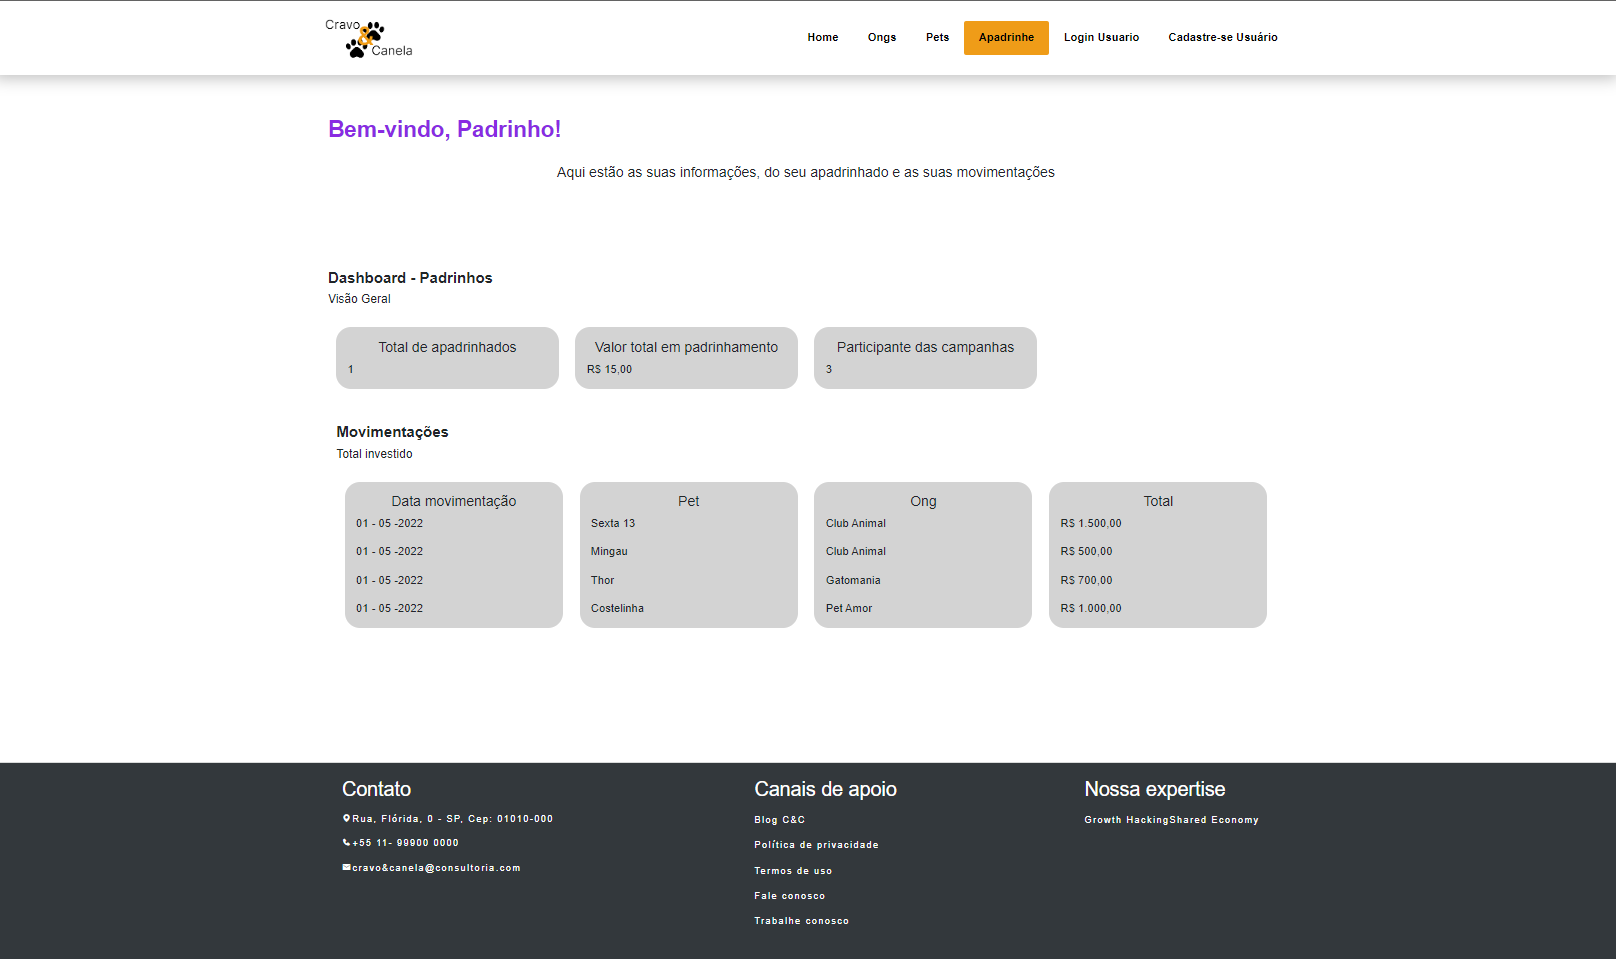 Cravo
&
Canela
Home Ongs Pets Apadrinhe Login Usuario Cadastre-se Usuário
Bem-vindo, Padrinho!
Aqui estão as suas informações, do seu apadrinhado e as suas movimentações
Dashboard - Padrinhos
Visão Geral
Total de apadrinhados Valor total em padrinhamento Participante das campanhas
1 R$ 15,00 3
Movimentações
Total investido
Data movimentação Pet Ong Total
01 - 05 -2022 Sexta 13 Club Animal R$ 1.500,00
01 - 05 -2022 Mingau Club Animal R$ 500,00
01 - 05 -2022 Thor Gatomania R$ 700,00
01 - 05 -2022 Costelinha Pet Amor R$ 1.000,00
Contato
Rua, Flórida, 0 - SP, Cep: 01010-000
+55 11- 99900 0000
cravo&canela@consultoria.com
Canais de apoio
Blog C&C
Política de privacidade
Termos de uso
Fale conosco
Trabalhe conosco
Nossa expertise
Growth HackingShared Economy